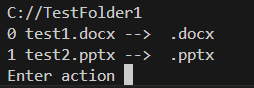 C://TestFolder1
0 test1.docx -->  .docx
1 test2.pptx -->  .pptx
Enter action